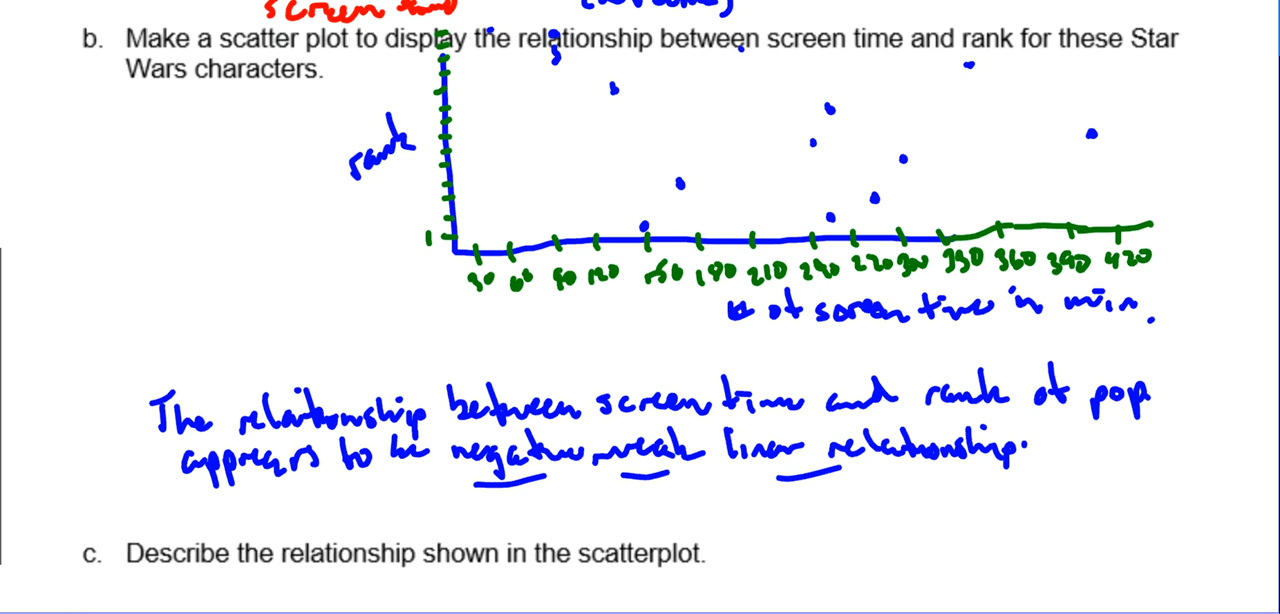 screen
b. Make a scatter plot to display the relationship between screen time and rank for these Star
Wars characters.
rank
1
30 60 90 120 150 180 210 240 270 300 330 360 390 420
# of screen time in min.
The relationship between screen time and rank of pop
appears to be negative weak linear relationship.
c. Describe the relationship shown in the scatterplot.